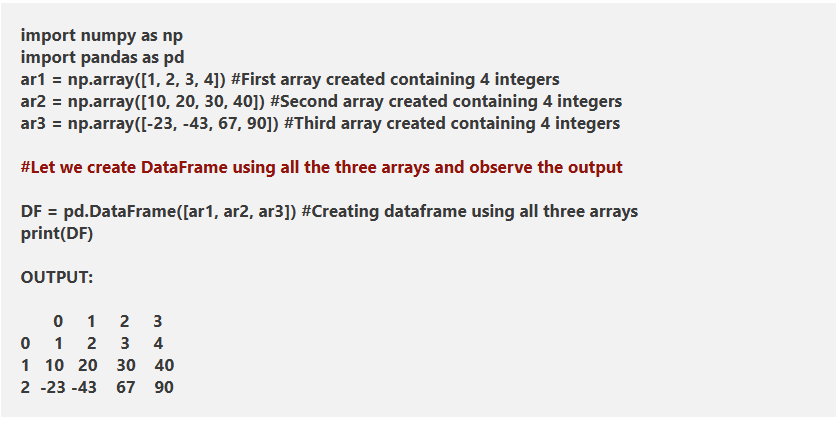 import numpy as np
import pandas as pd
ar1 = np.array([1, 2, 3, 4]) #First array created containing 4 integers
ar2 = np.array([10, 20, 30, 40]) #Second array created containing 4 integers
ar3 = np.array([-23, -43, 67, 90]) #Third array created containing 4 integers
#Let we create DataFrame using all the three arrays and observe the output
DF = pd.DataFrame([ar1, ar2, ar3]) #Creating dataframe using all three arrays
print(DF)
OUTPUT:
0 1 2 3
0 1 2 3 4
1 10 20 30 40
2 -23 -43 67 90